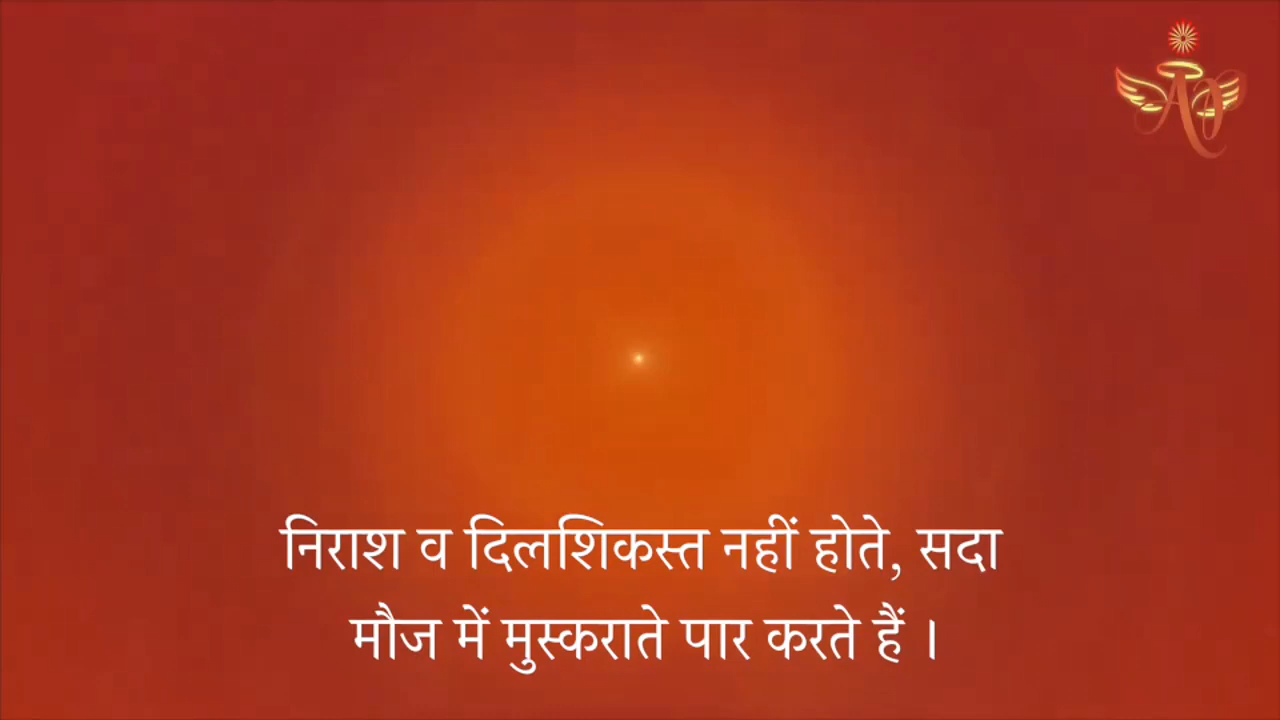 निराश व दिलशिकस्त नहीं होते, सदा
मौज में मुस्कराते पार करते हैं ।